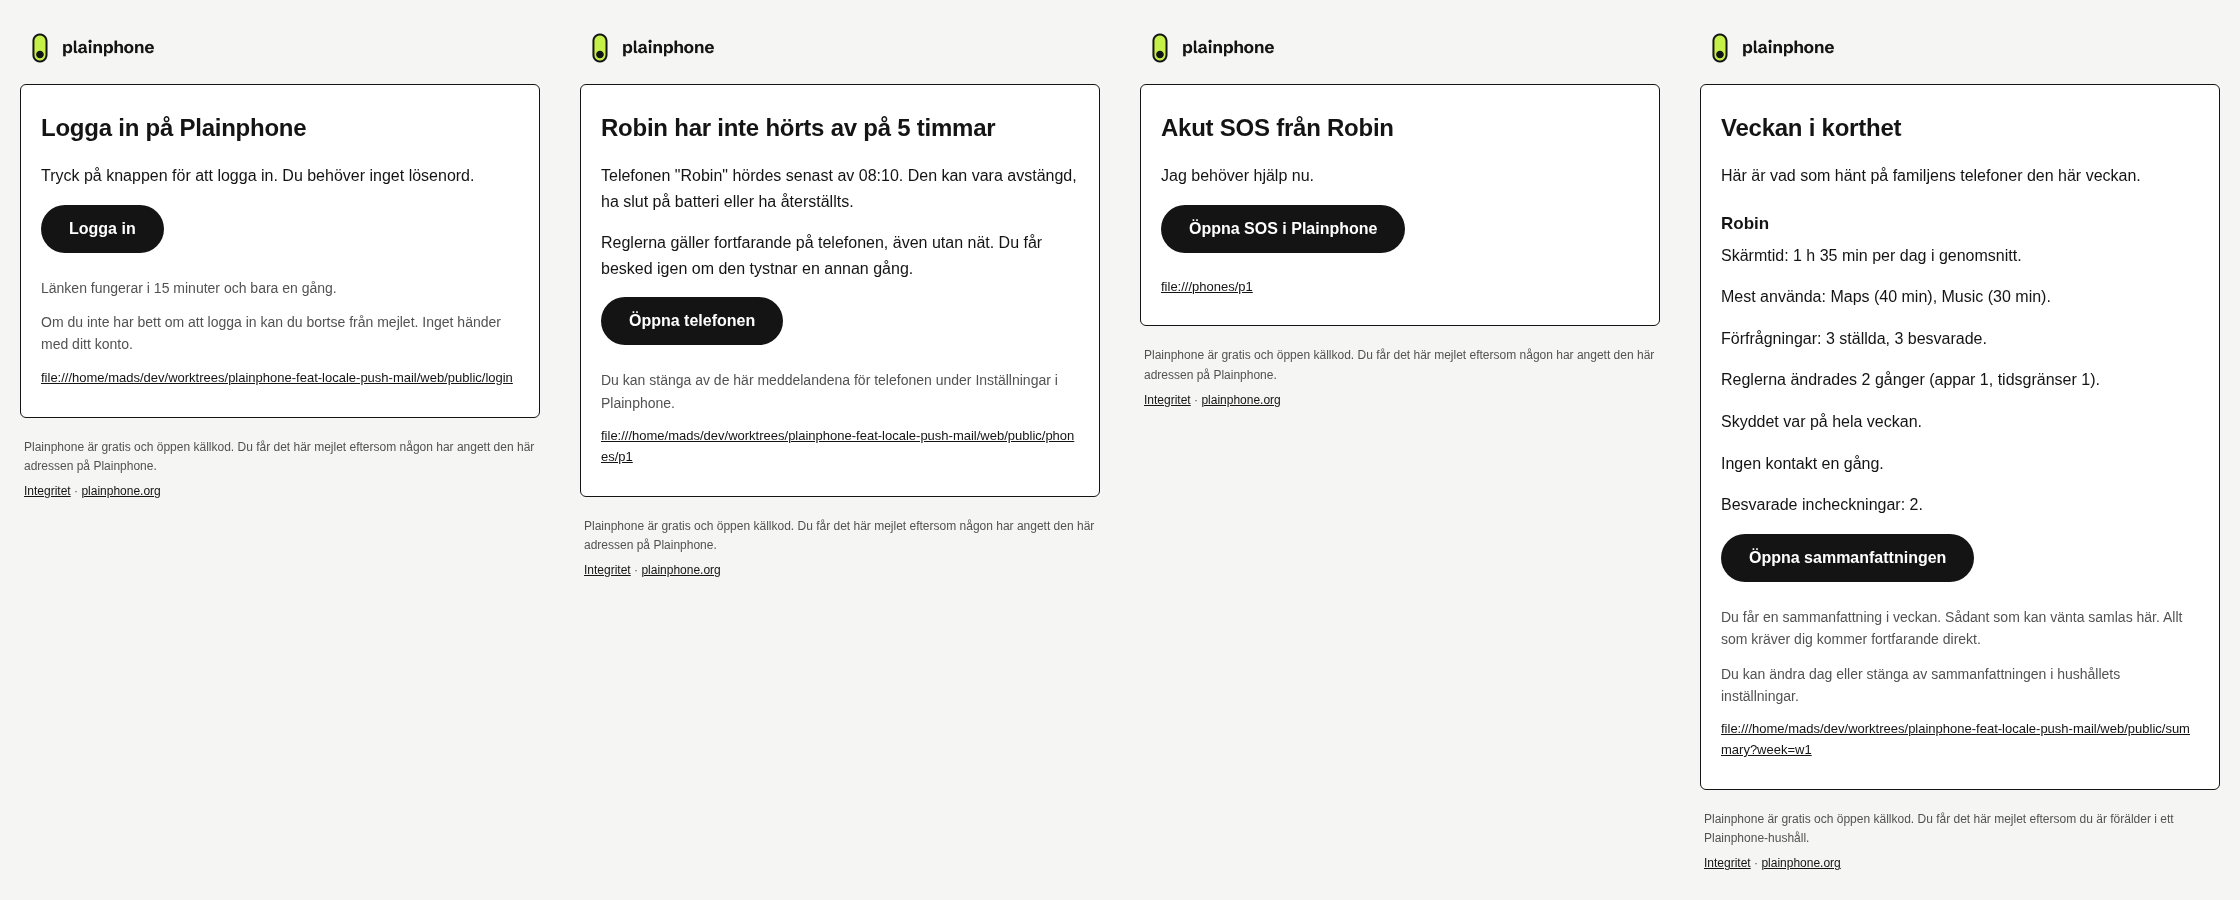 plainphone
Logga in på Plainphone
Tryck på knappen för att logga in. Du behöver inget lösenord.
Logga in
Länken fungerar i 15 minuter och bara en gång.
Om du inte har bett om att logga in kan du bortse från mejlet. Inget händer
med ditt konto.
file:///home/mads/dev/worktrees/plainphone-feat-locale-push-mail/web/public/login
Plainphone är gratis och öppen källkod. Du får det här mejlet eftersom någon har angett den här
adressen på Plainphone.
Integritet · plainphone.org
plainphone
Robin har inte hörts av på 5 timmar
Telefonen "Robin" hördes senast av 08:10. Den kan vara avstängd,
ha slut på batteri eller ha återställts.
Reglerna gäller fortfarande på telefonen, även utan nät. Du får
besked igen om den tystnar en annan gång.
Öppna telefonen
Du kan stänga av de här meddelandena för telefonen under Inställningar i
Plainphone.
file:///home/mads/dev/worktrees/plainphone-feat-locale-push-mail/web/public/phon
es/p1
Plainphone är gratis och öppen källkod. Du får det här mejlet eftersom någon har angett den här
adressen på Plainphone.
Integritet · plainphone.org
plainphone
Akut SOS från Robin
Jag behöver hjälp nu.
Öppna SOS i Plainphone
file:///phones/p1
Plainphone är gratis och öppen källkod. Du får det här mejlet eftersom någon har angett den här
adressen på Plainphone.
Integritet · plainphone.org
plainphone
Veckan i korthet
Här är vad som hänt på familjens telefoner den här veckan.
Robin
Skärmtid: 1 h 35 min per dag i genomsnitt.
Mest använda: Maps (40 min), Music (30 min).
Förfrågningar: 3 ställda, 3 besvarade.
Reglerna ändrades 2 gånger (appar 1, tidsgränser 1).
Skyddet var på hela veckan.
Ingen kontakt en gång.
Besvarade incheckningar: 2.
Öppna sammanfattningen
Du får en sammanfattning i veckan. Sådant som kan vänta samlas här. Allt
som kräver dig kommer fortfarande direkt.
Du kan ändra dag eller stänga av sammanfattningen i hushållets
inställningar.
file:///home/mads/dev/worktrees/plainphone-feat-locale-push-mail/web/public/sum
mary?week=w1
Plainphone är gratis och öppen källkod. Du får det här mejlet eftersom du är förälder i ett
Plainphone-hushåll.
Integritet · plainphone.org